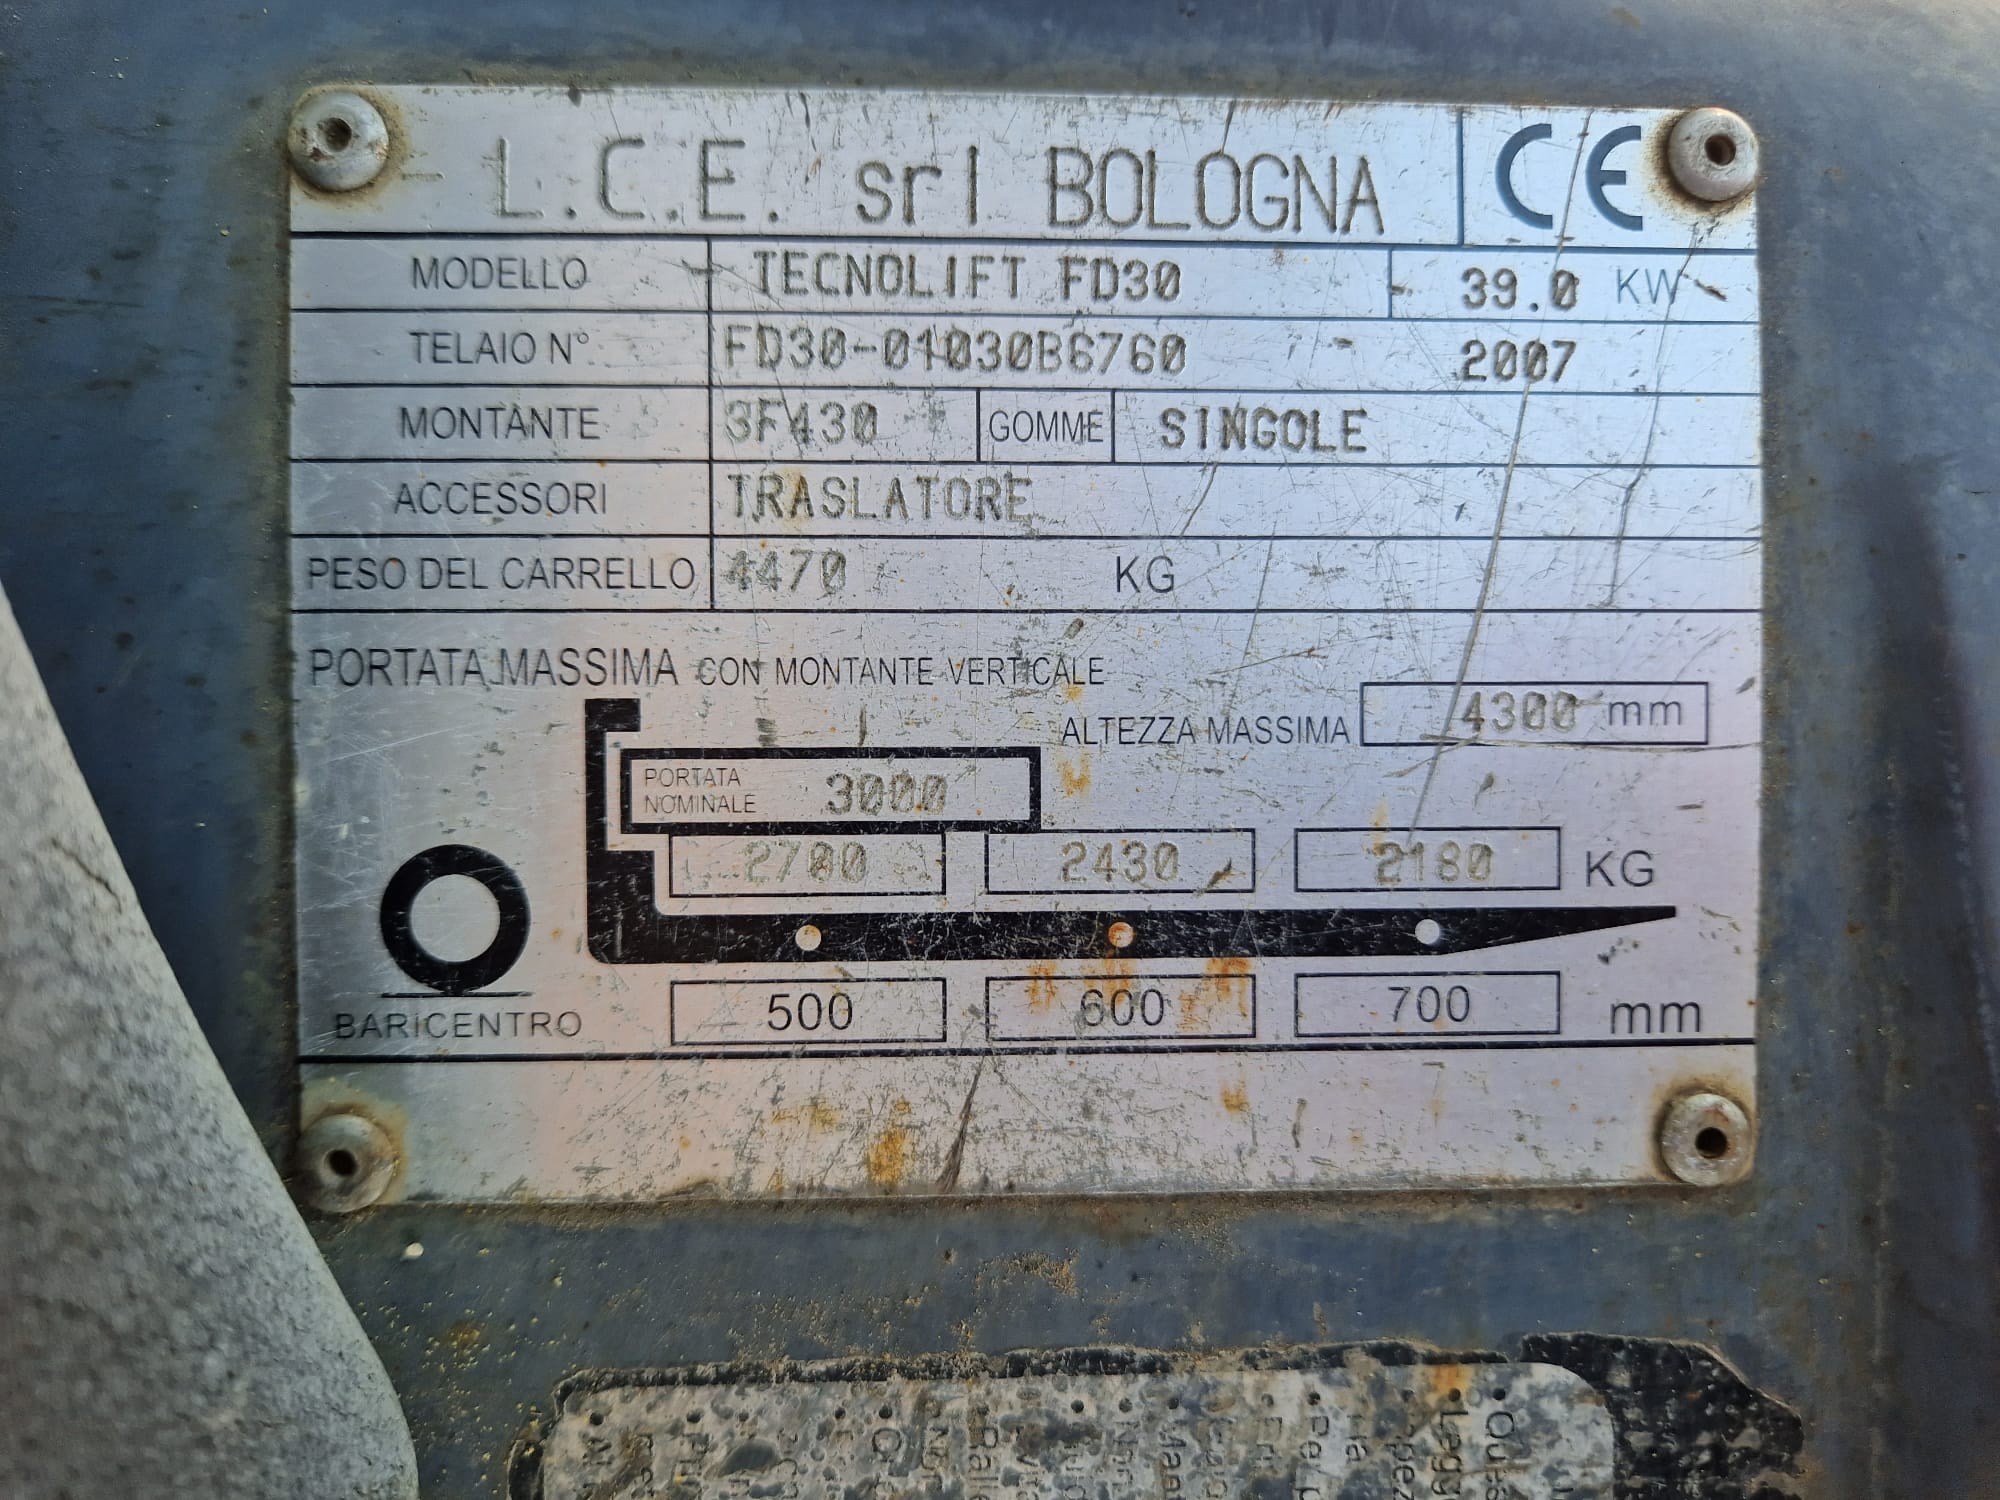 L.C.E. srl BOLOGNA CE
MODELLO TECNOLIFT FD30 39.0 KW
TELAIO N° FD30-01030B6760 2007
MONTANTE 3F430 GOMME SINGOLE
ACCESSORI TRASLATORE
PESO DEL CARRELLO 4470 KG
PORTATA MASSIMA CON MONTANTE VERTICALE
ALTEZZA MASSIMA 4300 mm
PORTATA NOMINALE 3000
2700 2430 2180 KG
BARICENTRO 500 600 700 mm